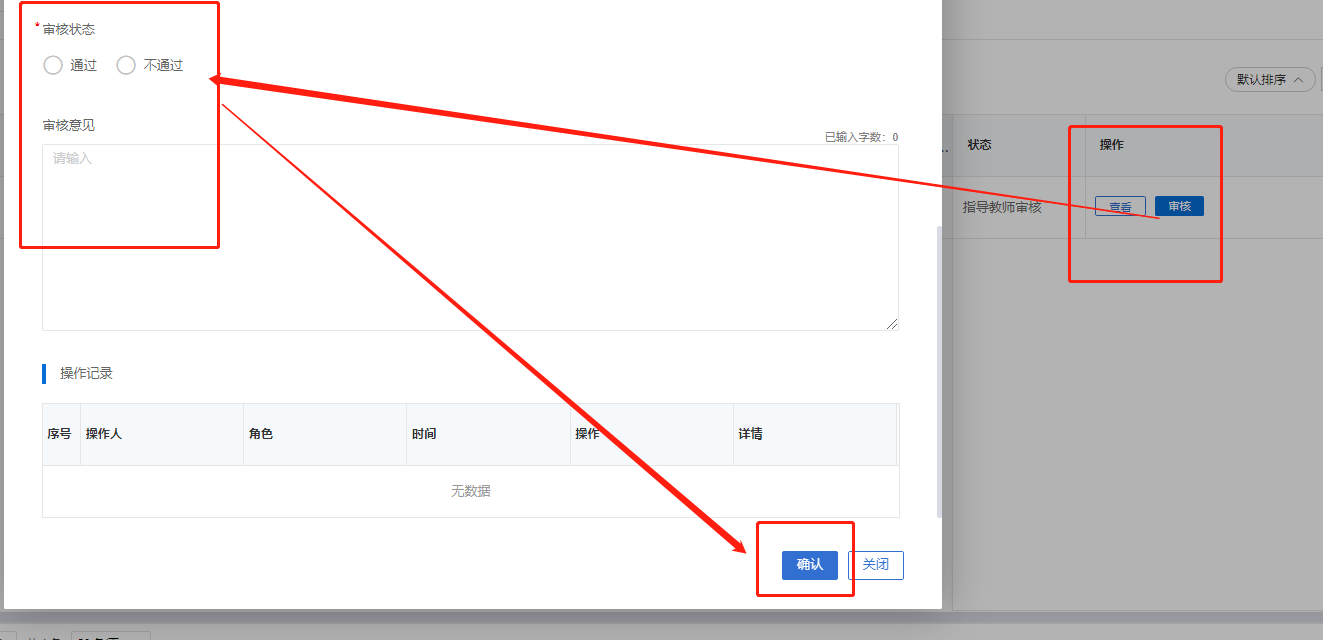 *审核状态
通过 不通过
默认排序
审核意见
已输入字数：0
请输入
状态 操作
指导教师审核 查看 审核
操作记录
序号 操作人 角色 时间 操作 详情
无数据
确认 关闭